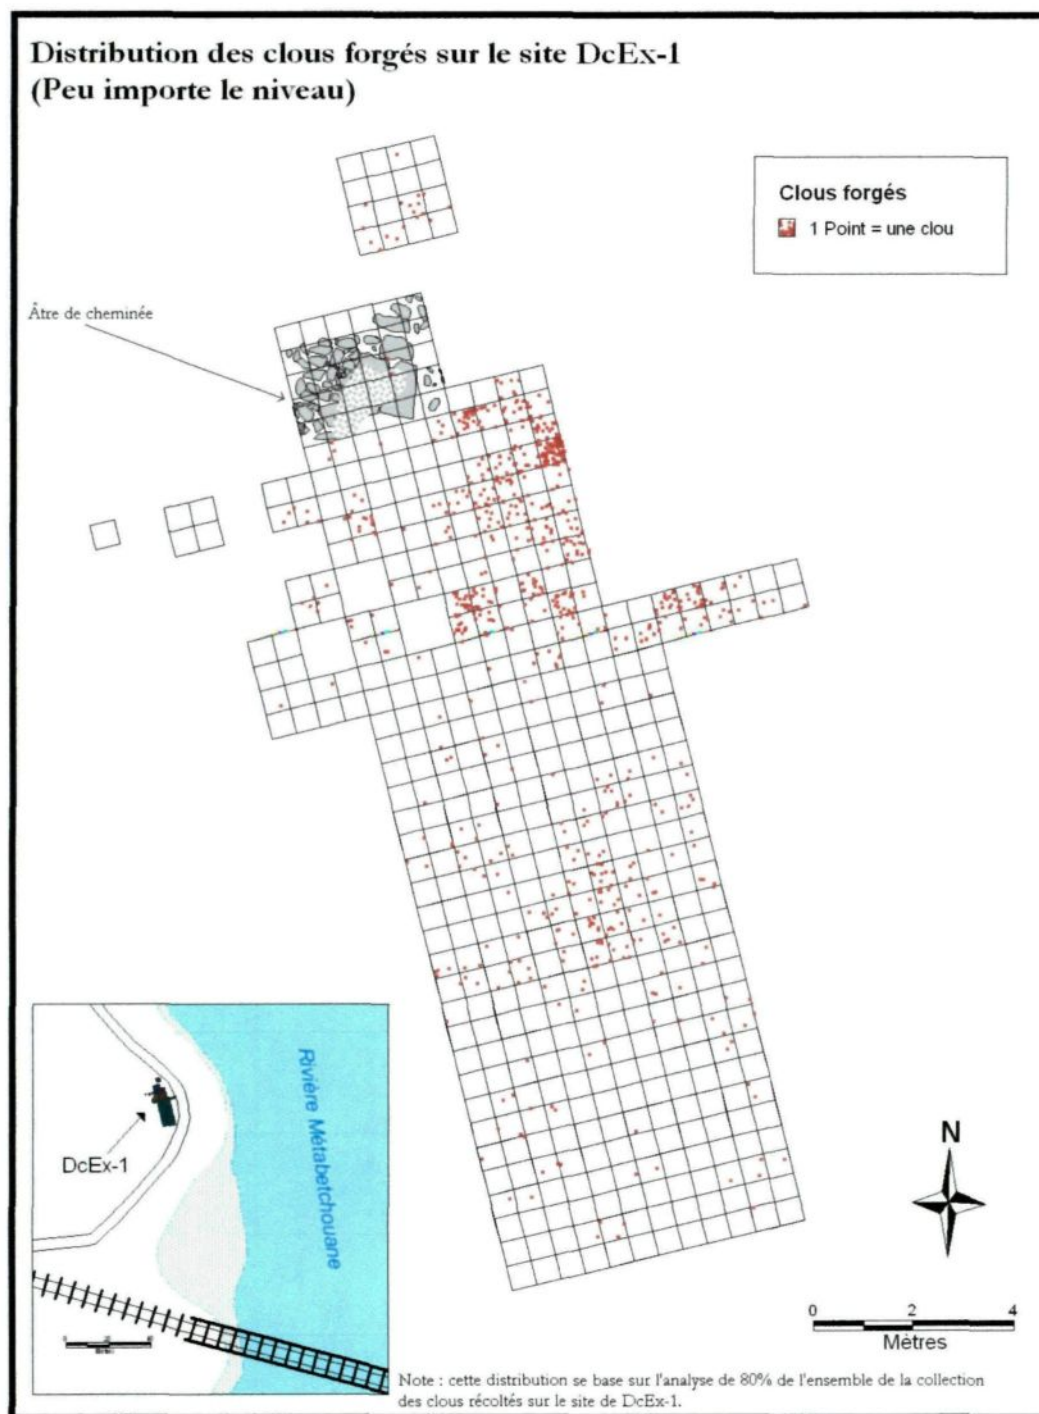 Distribution des clous forgés sur le site DcEx-1
(Peu importe le niveau)
Clous forgés
1 Point = une clou
Âtre de cheminée
Rivière Métabetchouane
DcEx-1
N
0 2 4
Mètres
Note : cette distribution se base sur l'analyse de 80% de l'ensemble de la collection
des clous récoltés sur le site de DcEx-1.